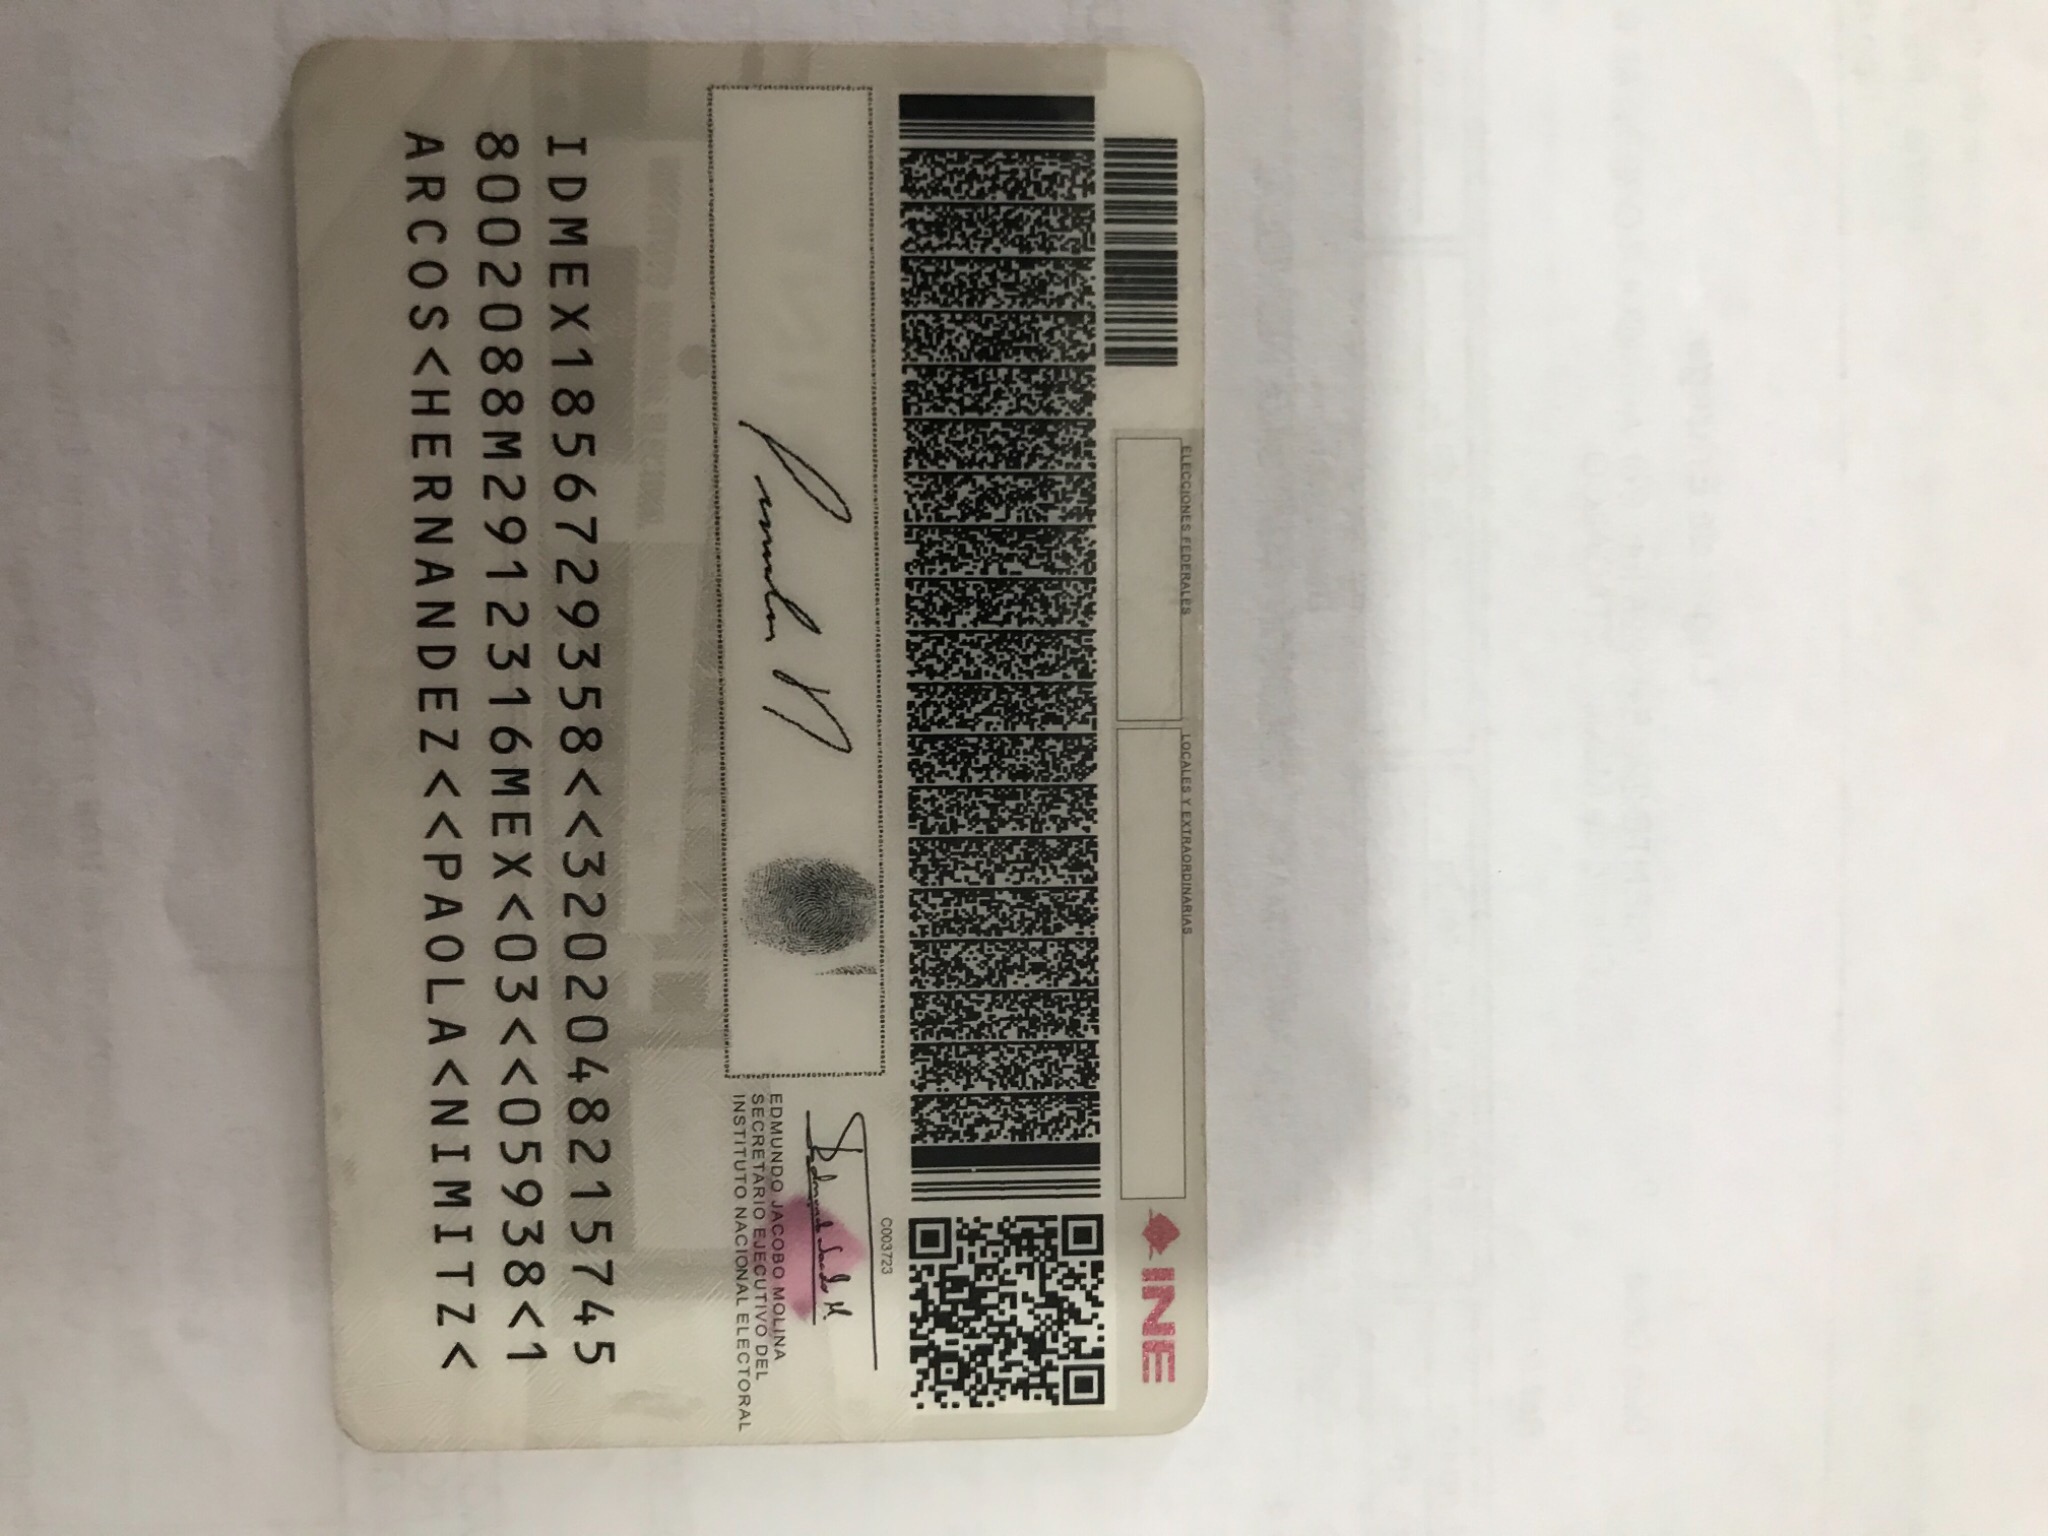 INE
ELECCIONES FEDERALES
LOCALES Y EXTRAORDINARIAS
C003723
EDMUNDO JACOBO MOLINA
SECRETARIO EJECUTIVO DEL
INSTITUTO NACIONAL ELECTORAL
IDMEX1856729358<<3202048215745
8002088M2912316MEX<03<<05938<1
ARCOS<HERNANDEZ<<PAOLA<NIMITZ<